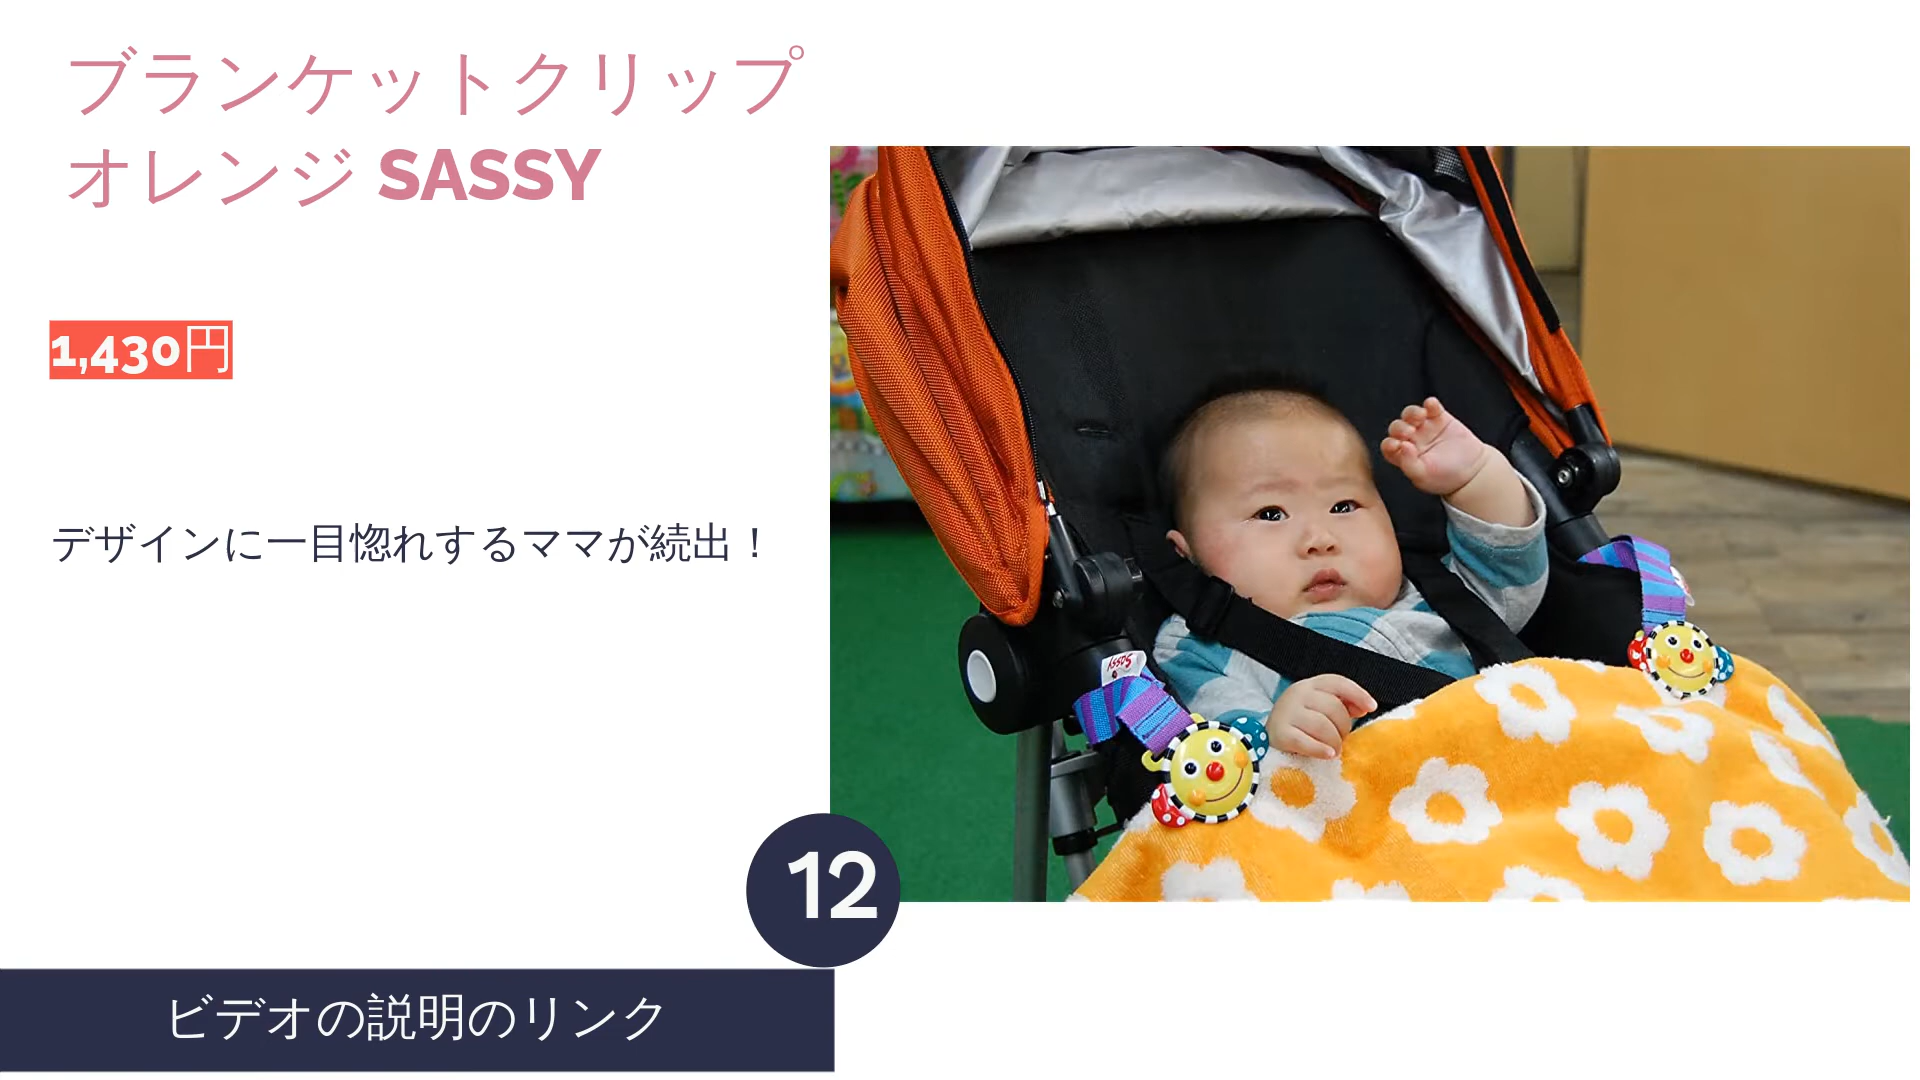 ブランケットクリップ
オレンジ SASSY
1,430円
デザインに一目惚れするママが続出！
Sassy
12
ビデオの説明のリンク